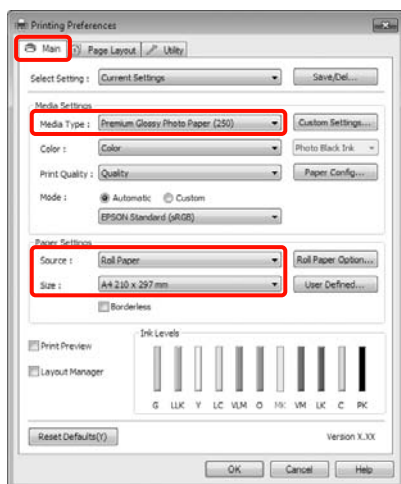 Printing Preferences
Main Page Layout Utility
Select Setting : Current Settings Save/Del...
Media Settings
Media Type : Premium Glossy Photo Paper (250) Custom Settings...
Color : Color Photo Black Ink
Print Quality : Quality Paper Config...
Mode : Automatic Custom
EPSON Standard (sRGB)
Paper Settings
Source : Roll Paper Roll Paper Option...
Size : A4 210 x 297 mm User Defined...
Borderless
Ink Levels
Print Preview
Layout Manager
G LLK Y LC VLM O MK VM LK C PK
Reset Defaults(Y) Version X.XX
OK Cancel Help